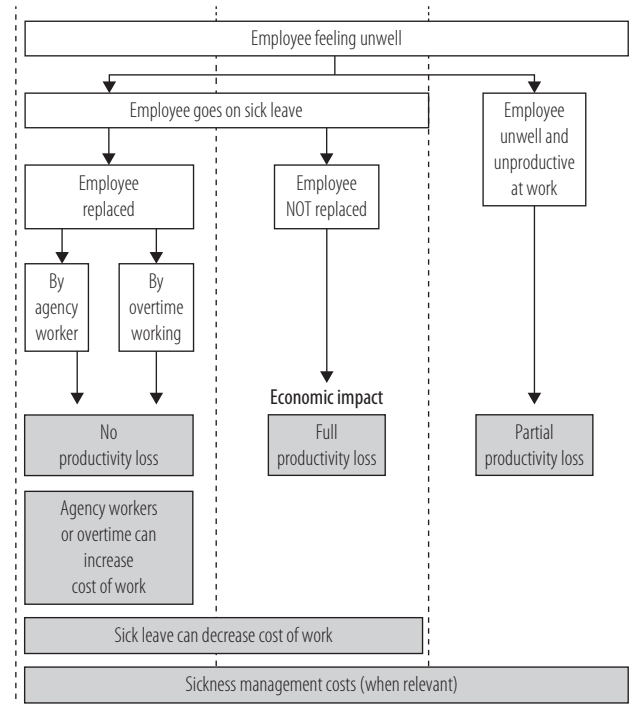 Employee feeling unwell
Employee goes on sick leave
Employee
unwell and
unproductive
at work
Employee
replaced
Employee
NOT replaced
By
agency
worker
By
overtime
working
Economic impact
No
productivity loss
Full
productivity loss
Partial
productivity loss
Agency workers
or overtime can
increase
cost of work
Sick leave can decrease cost of work
Sickness management costs (when relevant)